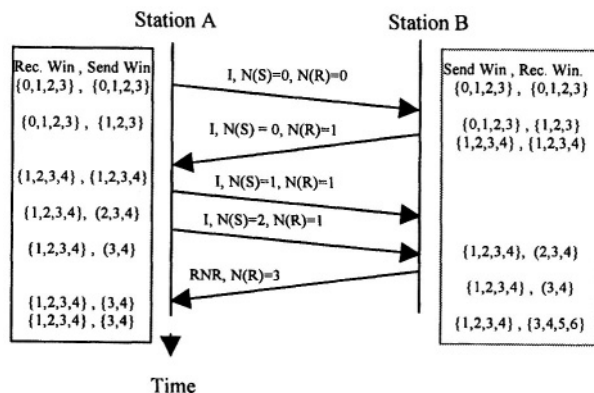 Station A
Station B
Rec. Win , Send Win
{0,1,2,3} , {0,1,2,3}
{0,1,2,3} , {1,2,3}
{1,2,3,4} , {1,2,3,4}
{1,2,3,4} , (2,3,4}
{1,2,3,4} , (3,4}
{1,2,3,4} , {3,4}
{1,2,3,4} , {3,4}
I, N(S)=0, N(R)=0
I, N(S) = 0, N(R)=1
I, N(S)=1, N(R)=1
I, N(S)=2, N(R)=1
RNR, N(R)=3
Send Win , Rec. Win.
{0,1,2,3} , {0,1,2,3}
{0,1,2,3} , {1,2,3}
{1,2,3,4} , {1,2,3,4}
{1,2,3,4} , (2,3,4}
{1,2,3,4} , (3,4}
{1,2,3,4} , {3,4,5,6}
Time